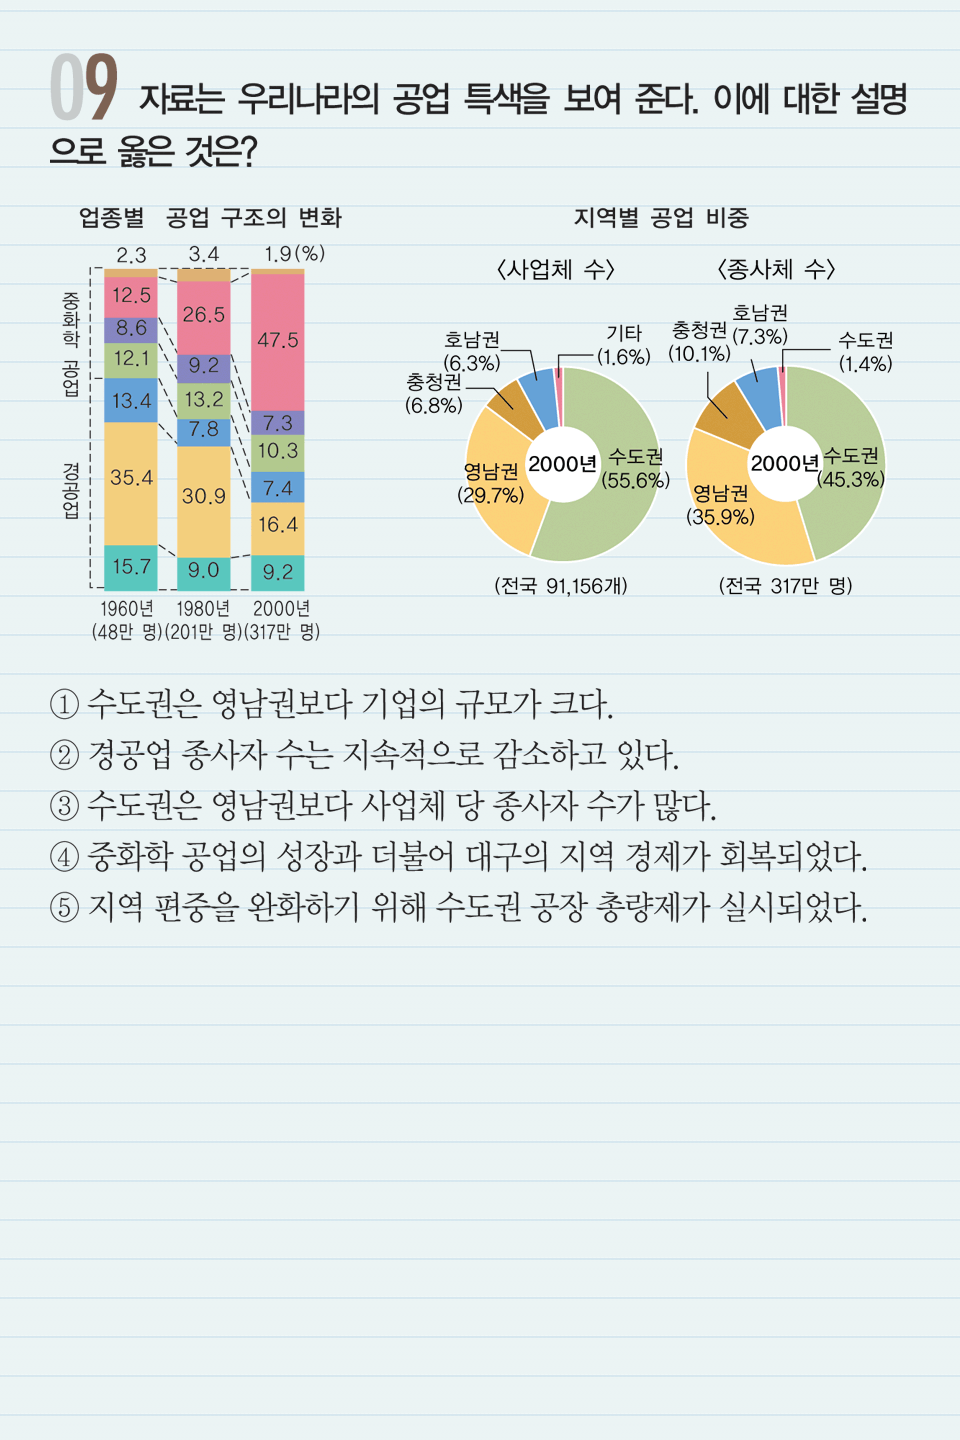 09 자료는 우리나라의 공업 특색을 보여 준다. 이에 대한 설명
으로 옳은 것은?
업종별 공업 구조의 변화
2.3 3.4 1.9(%)
중화학 공업
경공업
12.5
8.6
12.1
13.4
35.4
15.7
26.5
9.2
13.2
7.8
30.9
9.0
47.5
7.3
10.3
7.4
16.4
9.2
1960년 1980년 2000년
(48만 명)(201만 명)(317만 명)
지역별 공업 비중
〈사업체 수〉
호남권
(6.3%)
기타
(1.6%)
충청권
(6.8%)
영남권
(29.7%)
2000년
수도권
(55.6%)
(전국 91,156개)
〈종사체 수〉
호남권
(7.3%)
충청권
(10.1%)
수도권
(1.4%)
영남권
(35.9%)
2000년
수도권
(45.3%)
(전국 317만 명)
① 수도권은 영남권보다 기업의 규모가 크다.
② 경공업 종사자 수는 지속적으로 감소하고 있다.
③ 수도권은 영남권보다 사업체 당 종사자 수가 많다.
④ 중화학 공업의 성장과 더불어 대구의 지역 경제가 회복되었다.
⑤ 지역 편중을 완화하기 위해 수도권 공장 총량제가 실시되었다.